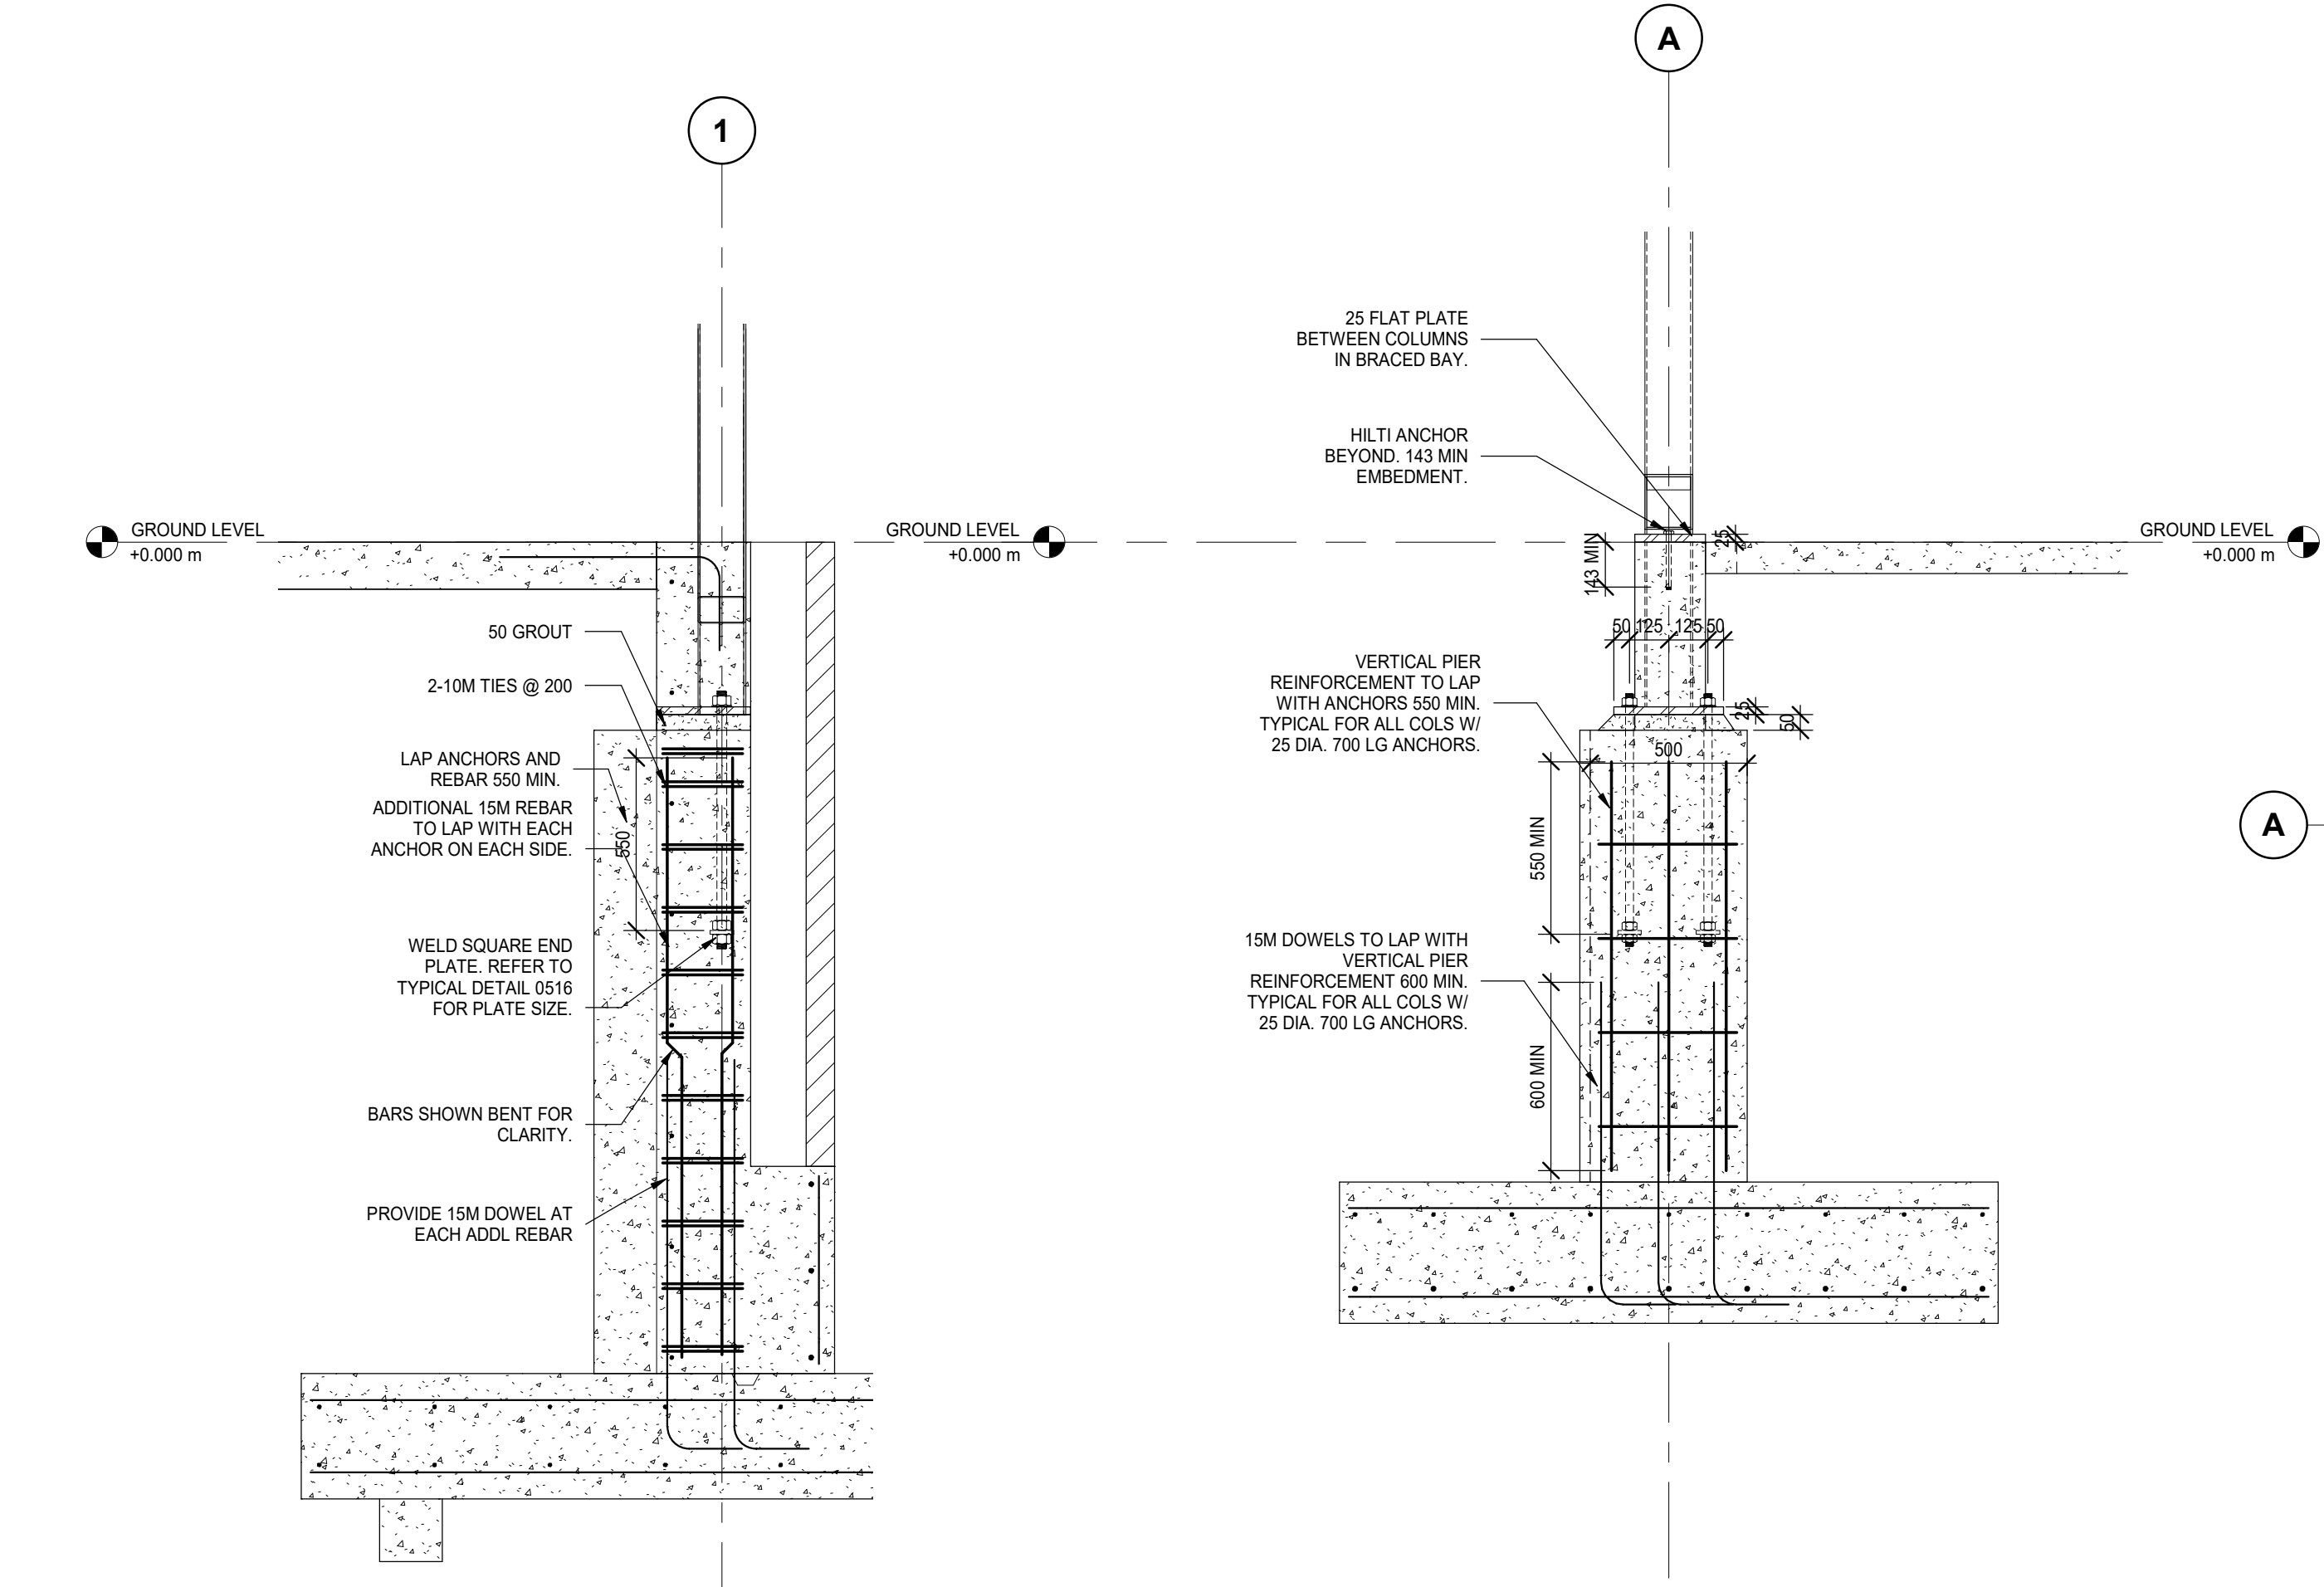 1
GROUND LEVEL
+0.000 m
GROUND LEVEL
+0.000 m
50 GROUT
2-10M TIES @ 200
LAP ANCHORS AND
REBAR 550 MIN.
ADDITIONAL 15M REBAR
TO LAP WITH EACH
ANCHOR ON EACH SIDE.
550
WELD SQUARE END
PLATE. REFER TO
TYPICAL DETAIL 0516
FOR PLATE SIZE.
BARS SHOWN BENT FOR
CLARITY.
PROVIDE 15M DOWEL AT
EACH ADDL REBAR
A
25 FLAT PLATE
BETWEEN COLUMNS
IN BRACED BAY.
HILTI ANCHOR
BEYOND. 143 MIN
EMBEDMENT.
GROUND LEVEL
+0.000 m
25
143 MIN
50 125 125 50
VERTICAL PIER
REINFORCEMENT TO LAP
WITH ANCHORS 550 MIN.
TYPICAL FOR ALL COLS W/
25 DIA. 700 LG ANCHORS.
25
50
500
550 MIN
15M DOWELS TO LAP WITH
VERTICAL PIER
REINFORCEMENT 600 MIN.
TYPICAL FOR ALL COLS W/
25 DIA. 700 LG ANCHORS.
600 MIN
A